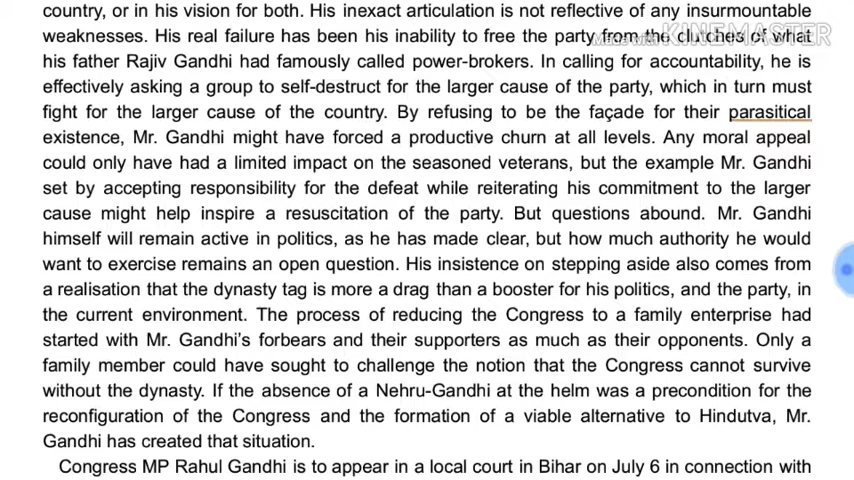 country, or in his vision for both. His inexact articulation is not reflective of any insurmountable
weaknesses. His real failure has been his inability to free the party from the clutches of what
Made with KINEMASTER
his father Rajiv Gandhi had famously called power-brokers. In calling for accountability, he is
effectively asking a group to self-destruct for the larger cause of the party, which in turn must
fight for the larger cause of the country. By refusing to be the façade for their parasitical
existence, Mr. Gandhi might have forced a productive churn at all levels. Any moral appeal
could only have had a limited impact on the seasoned veterans, but the example Mr. Gandhi
set by accepting responsibility for the defeat while reiterating his commitment to the larger
cause might help inspire a resuscitation of the party. But questions abound. Mr. Gandhi
himself will remain active in politics, as he has made clear, but how much authority he would
want to exercise remains an open question. His insistence on stepping aside also comes from
a realisation that the dynasty tag is more a drag than a booster for his politics, and the party, in
the current environment. The process of reducing the Congress to a family enterprise had
started with Mr. Gandhi’s forbears and their supporters as much as their opponents. Only a
family member could have sought to challenge the notion that the Congress cannot survive
without the dynasty. If the absence of a Nehru-Gandhi at the helm was a precondition for the
reconfiguration of the Congress and the formation of a viable alternative to Hindutva, Mr.
Gandhi has created that situation.
Congress MP Rahul Gandhi is to appear in a local court in Bihar on July 6 in connection with